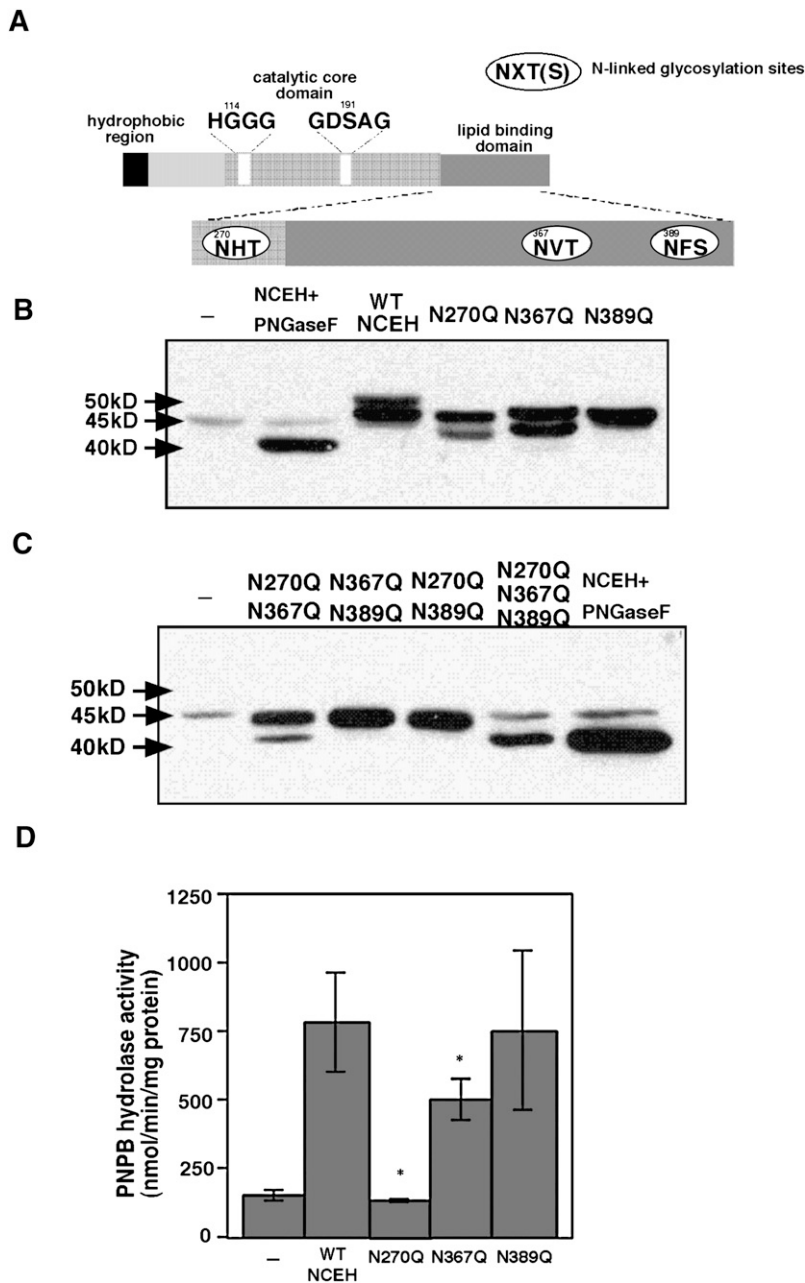 A
NXT(S) N-linked glycosylation sites
catalytic core
domain
114 191
hydrophobic
region
HGGG GDSAG
lipid binding
domain
270 367 389
NHT NVT NFS
B
– NCEH+
PNGaseF
WT
NCEH
N270Q N367Q N389Q
50kD
45kD
40kD
C
–
N270Q
N367Q
N367Q
N389Q
N270Q
N389Q
N270Q
N367Q
N389Q
NCEH+
PNGaseF
50kD
45kD
40kD
D
PNPB hydrolase activity
(nmol/min/mg protein)
1250
1000
750
500
250
0
* *
– WT
NCEH
N270Q N367Q N389Q